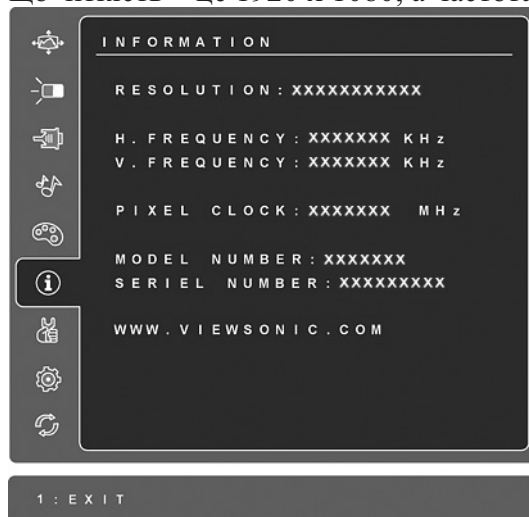 INFORMATION
RESOLUTION: XXXXXXXXXXX
H. FREQUENCY: XXXXXXX KHz
V. FREQUENCY: XXXXXXX KHz
PIXEL CLOCK: XXXXXXX MHz
MODEL NUMBER: XXXXXXX
SERIEL NUMBER: XXXXXXXXX
WWW.VIEWSONIC.COM
1: EXIT